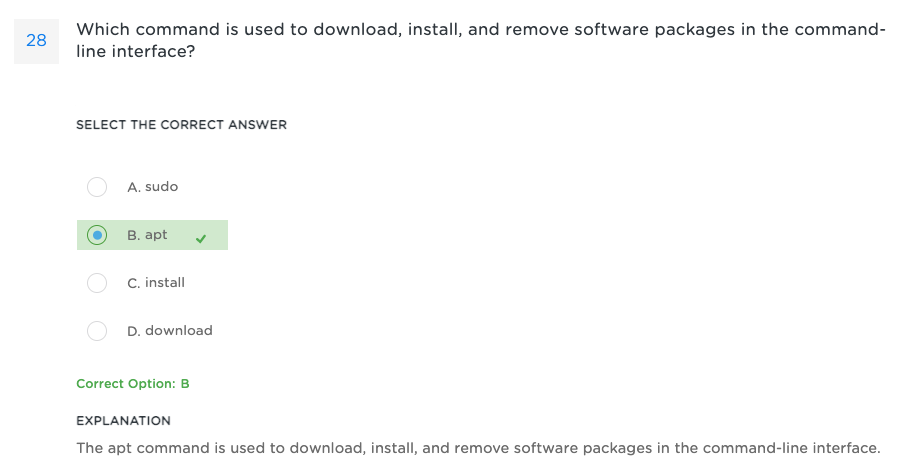 28
Which command is used to download, install, and remove software packages in the command-
line interface?
SELECT THE CORRECT ANSWER
A. sudo
B. apt
C. install
D. download
Correct Option: B
EXPLANATION
The apt command is used to download, install, and remove software packages in the command-line interface.